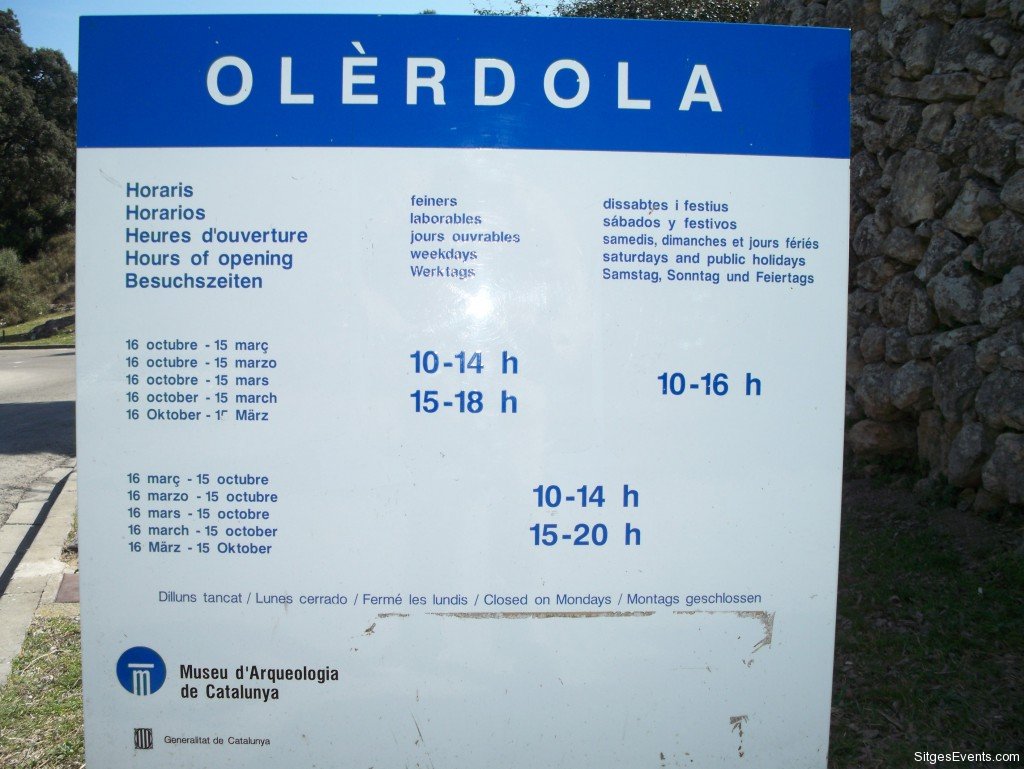 OLÈRDOLA
Horaris
Horarios
Heures d'ouverture
Hours of opening
Besuchszeiten
feiners
laborables
jours ouvrables
weekdays
Werktags
dissabtes i festius
sábados y festivos
samedis, dimanches et jours fériés
saturdays and public holidays
Samstag, Sonntag und Feiertags
16 octubre - 15 març
16 octubre - 15 marzo
16 octobre - 15 mars
16 october - 15 march
16 Oktober - 15 März
10-14 h
15-18 h
10-16 h
16 març - 15 octubre
16 marzo - 15 octubre
16 mars - 15 octobre
16 march - 15 october
16 März - 15 Oktober
10-14 h
15-20 h
Dilluns tancat / Lunes cerrado / Fermé les lundis / Closed on Mondays / Montags geschlossen
Museu d'Arqueologia
de Catalunya
Generalitat de Catalunya
SitgesEvents.com